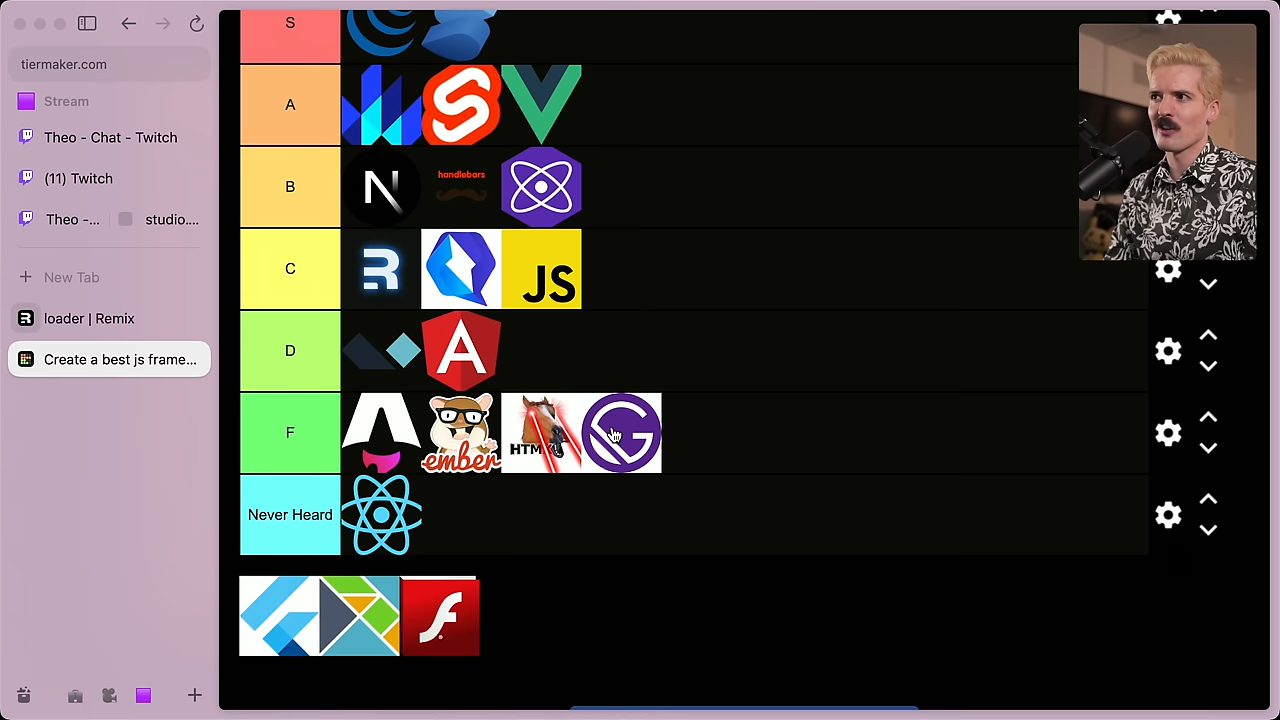 tiermaker.com
Stream
Theo - Chat - Twitch
(11) Twitch
Theo -...
studio....
New Tab
loader | Remix
Create a best js frame...
S
A
B
handlebars
C
JS
D
F
ember
HTMX
Never Heard